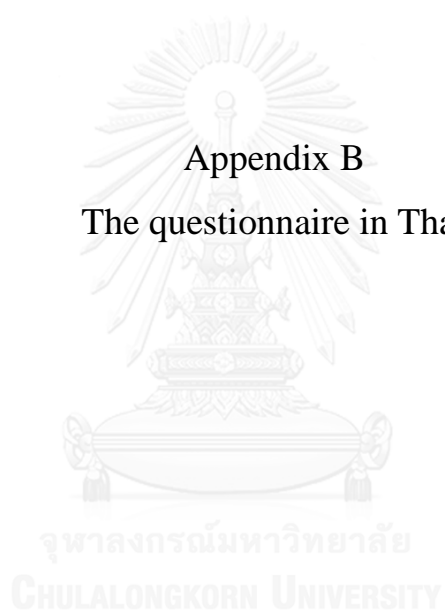 Appendix B
The questionnaire in Tha
จุฬาลงกรณ์มหาวิทยาลัย
CHULALONGKORN UNIVERSITY